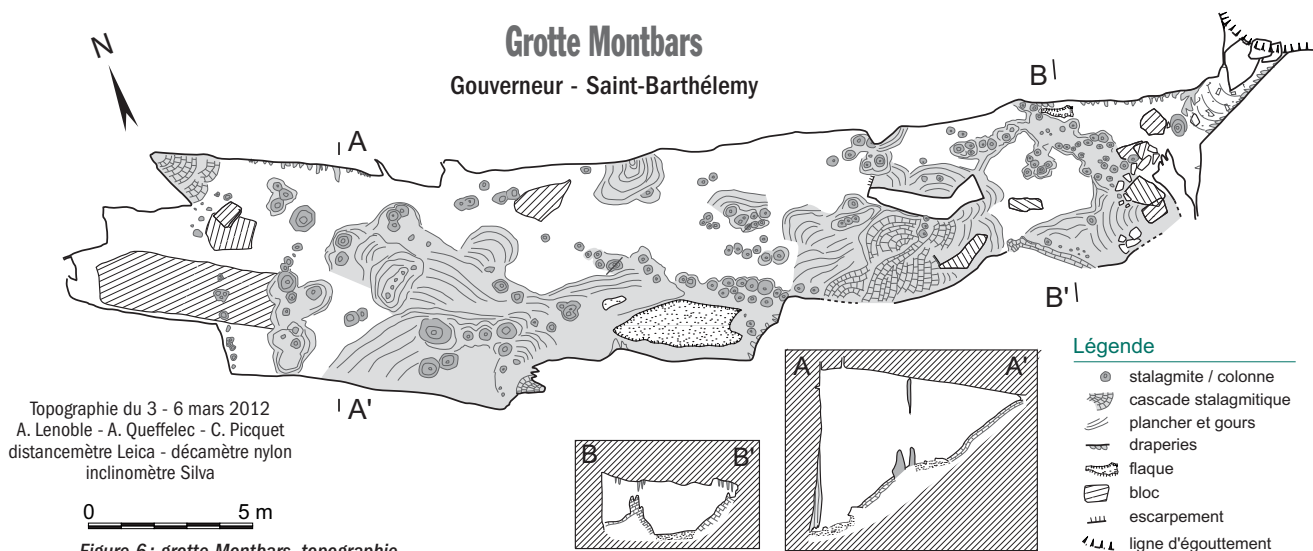 Grotte Montbars
Gouverneur - Saint-Barthélemy
N
A
B
A'
B'
Topographie du 3 - 6 mars 2012
A. Lenoble - A. Queffelec - C. Picquet
distancemètre Leica - décamètre nylon
inclinomètre Silva
0 5 m
B B'
A A'
Légende
stalagmite / colonne
cascade stalagmitique
plancher et gours
draperies
flaque
bloc
escarpement
ligne d'égouttement
Figure 6 : grotte Montbars, topographie